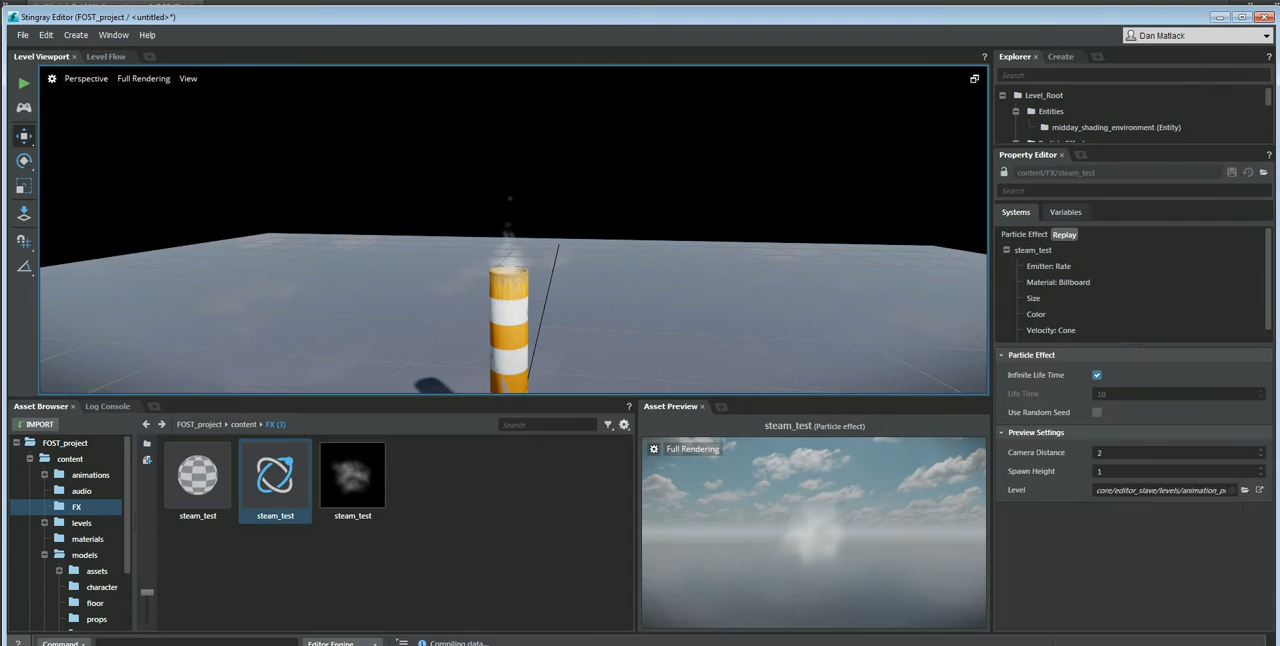 Stingray Editor (FOST_project / <untitled>*)
File Edit Create Window Help
Dan Matlack
Level Viewport × Level Flow
?
Perspective Full Rendering View
Explorer × Create
?
Search
Level_Root
Entities
midday_shading_environment (Entity)
Property Editor ×
?
content/FX/steam_test
Search
Systems Variables
Particle Effect Replay
steam_test
Emitter: Rate
Material: Billboard
Size
Color
Velocity: Cone
Particle Effect
Infinite Life Time
Life Time 10
Use Random Seed
Preview Settings
Camera Distance 2
Spawn Height 1
Level core/editor_slave/levels/animation_p
Asset Browser × Log Console
?
IMPORT
FOST_project content FX (3)
Search
FOST_project
content
animations
audio
FX
levels
materials
models
assets
character
floor
props
steam_test
steam_test
steam_test
Asset Preview ×
steam_test (Particle effect)
Full Rendering
? Command Editor Engine Compiling data...